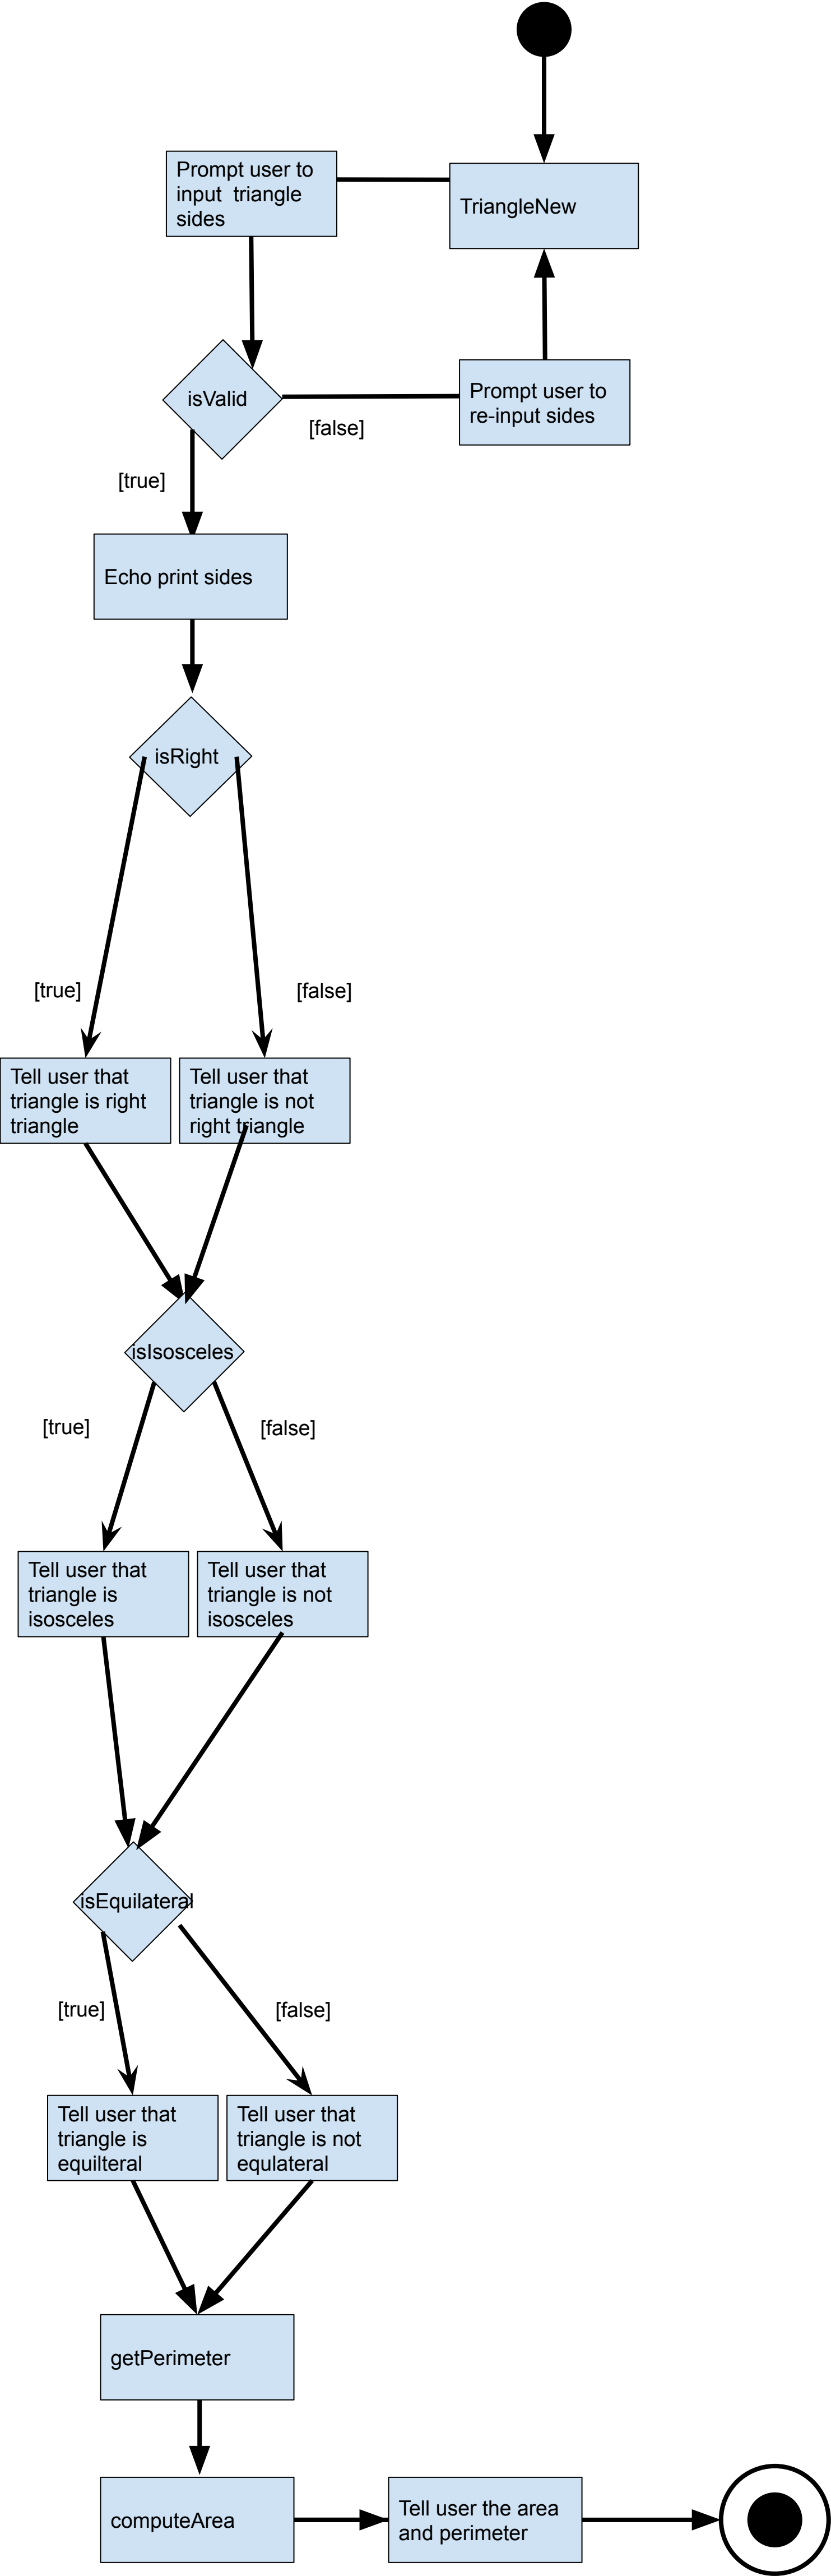 Prompt user to
input  triangle
sides
TriangleNew
isValid
[false]
Prompt user to
re-input sides
[true]
Echo print sides
isRight
[true]
[false]
Tell user that
triangle is right
triangle
Tell user that
triangle is not
right triangle
isIsosceles
[true]
[false]
Tell user that
triangle is
isosceles
Tell user that
triangle is not
isosceles
isEquilateral
[true]
[false]
Tell user that
triangle is
equilteral
Tell user that
triangle is not
equlateral
getPerimeter
computeArea
Tell user the area
and perimeter